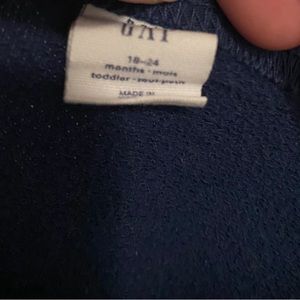 GAP
18-24
months · mois
toddler ·
MADE IN